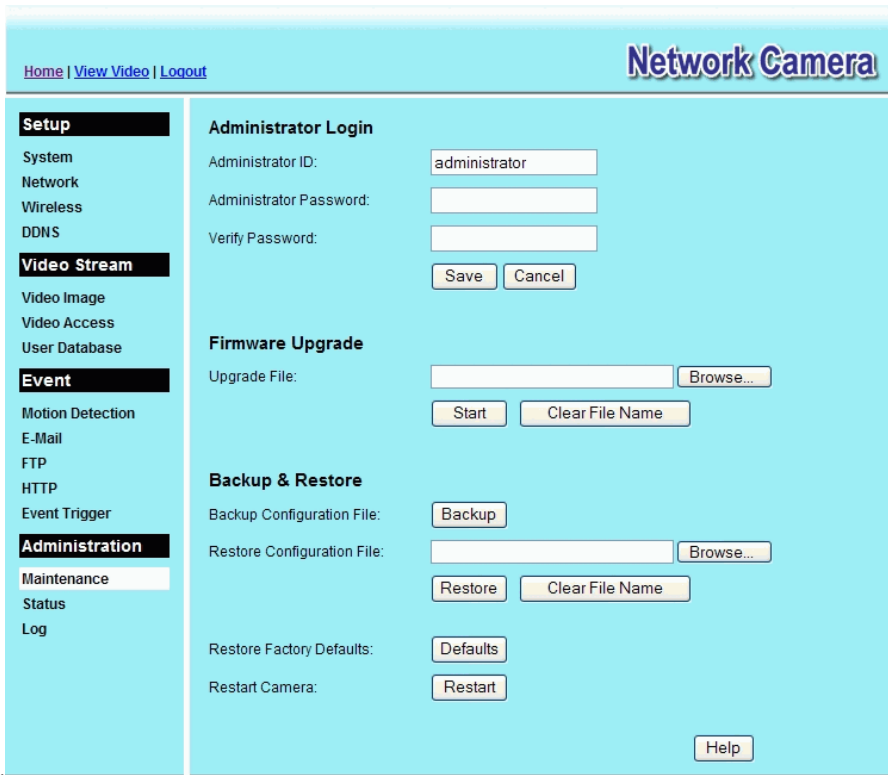 Home | View Video | Logout
Network Camera
Setup
System
Network
Wireless
DDNS
Video Stream
Video Image
Video Access
User Database
Event
Motion Detection
E-Mail
FTP
HTTP
Event Trigger
Administration
Maintenance
Status
Log
Administrator Login
Administrator ID: administrator
Administrator Password:
Verify Password:
Save Cancel
Firmware Upgrade
Upgrade File: Browse...
Start Clear File Name
Backup & Restore
Backup Configuration File: Backup
Restore Configuration File: Browse...
Restore Clear File Name
Restore Factory Defaults: Defaults
Restart Camera: Restart
Help